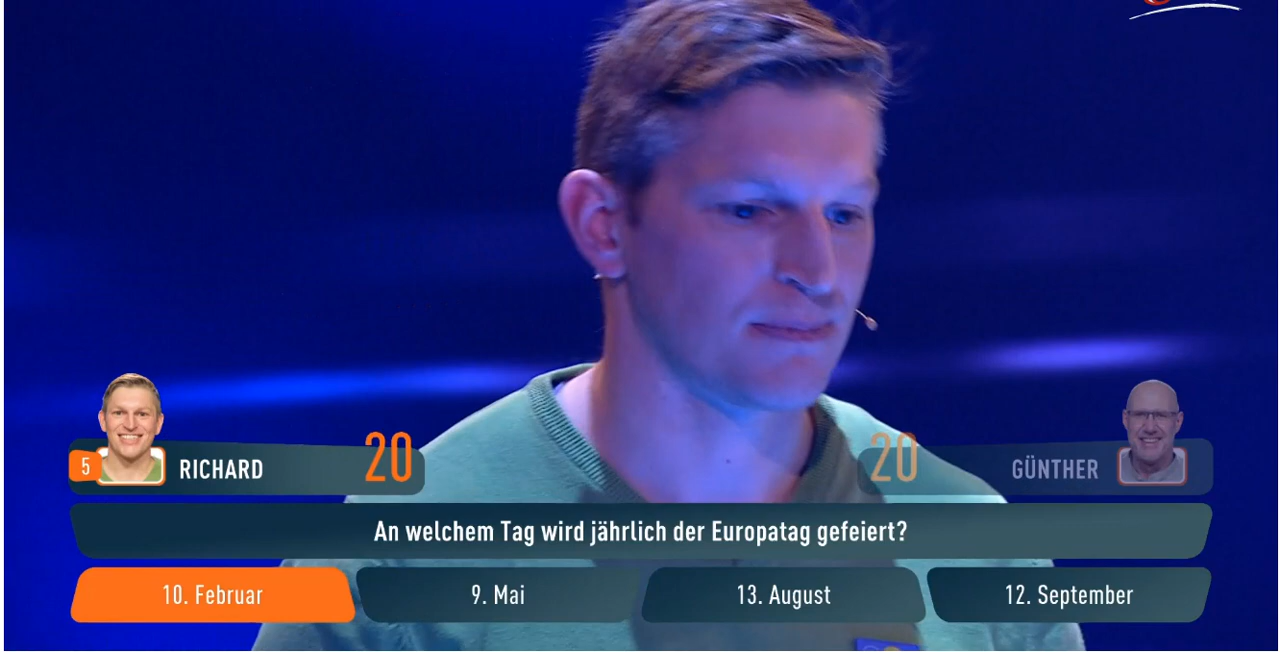 5 RICHARD 20
20 GÜNTHER
An welchem Tag wird jährlich der Europatag gefeiert?
10. Februar
9. Mai
13. August
12. September